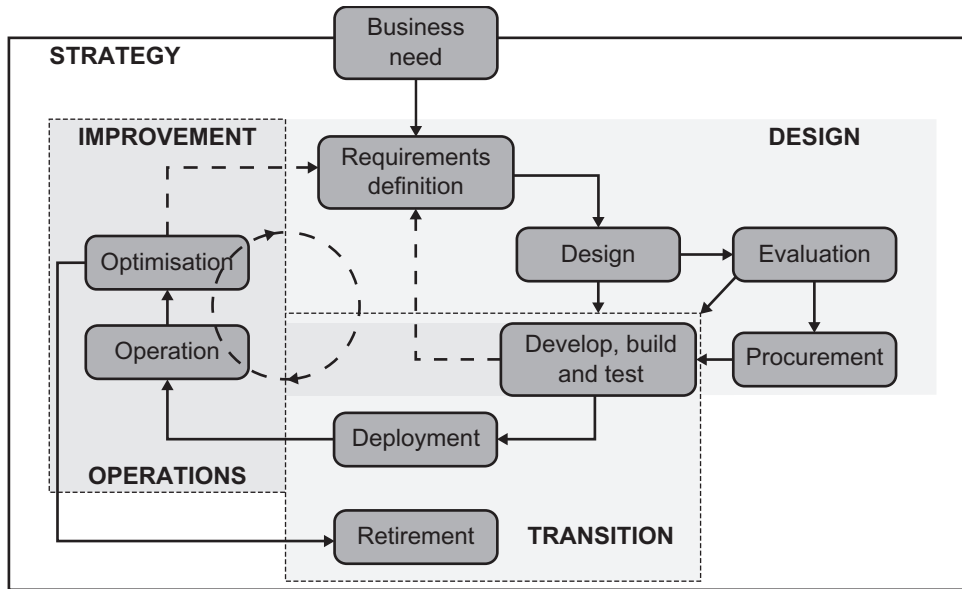 Business
need
STRATEGY
IMPROVEMENT
DESIGN
Requirements
definition
Optimisation
Design
Evaluation
Operation
Develop, build
and test
Procurement
Deployment
OPERATIONS
Retirement
TRANSITION